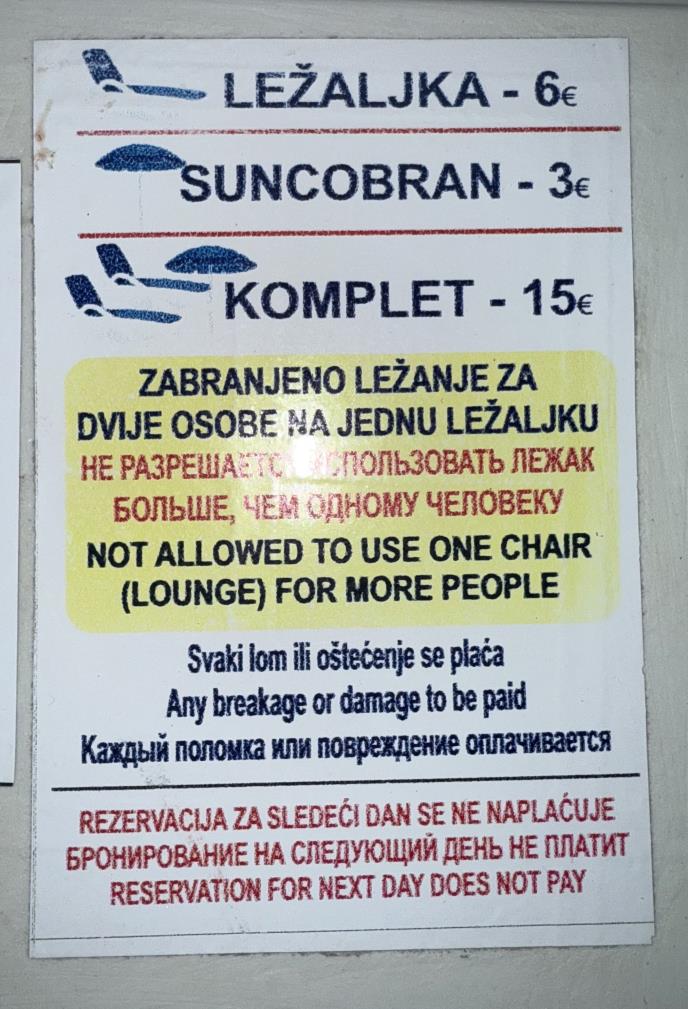 LEŽALJKA - 6€
SUNCOBRAN - 3€
KOMPLET - 15€
ZABRANJENO LEŽANJE ZA
DVIJE OSOBE NA JEDNU LEŽALJKU
НЕ РАЗРЕШАЕТСЯ ИСПОЛЬЗОВАТЬ ЛЕЖАК
БОЛЬШЕ, ЧЕМ ОДНОМУ ЧЕЛОВЕКУ
NOT ALLOWED TO USE ONE CHAIR
(LOUNGE) FOR MORE PEOPLE
Svaki lom ili oštećenje se plaća
Any breakage or damage to be paid
Каждый поломка или повреждение оплачивается
REZERVACIJA ZA SLEDEĆI DAN SE NE NAPLAĆUJE
БРОНИРОВАНИЕ НА СЛЕДУЮЩИЙ ДЕНЬ НЕ ПЛАТИТ
RESERVATION FOR NEXT DAY DOES NOT PAY